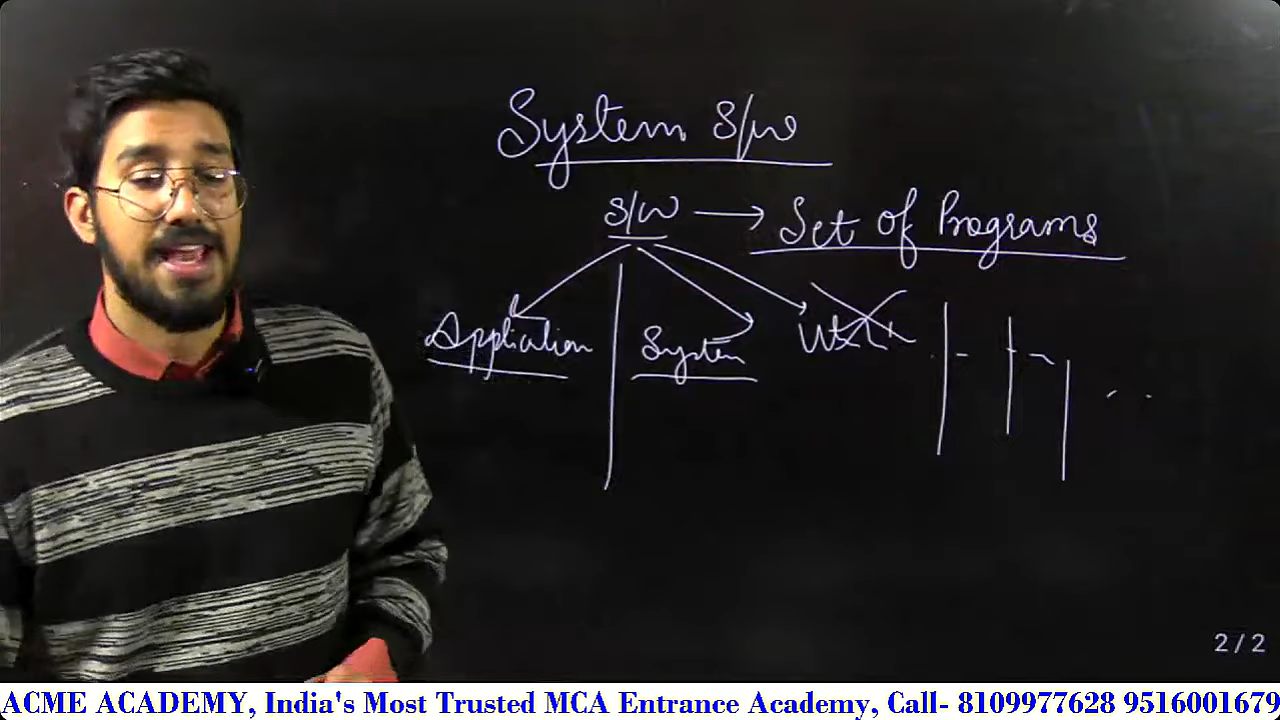 System S/w
S/w → Set of Programs
Application System
2/2
ACME ACADEMY, India's Most Trusted MCA Entrance Academy, Call- 8109977628 9516001679